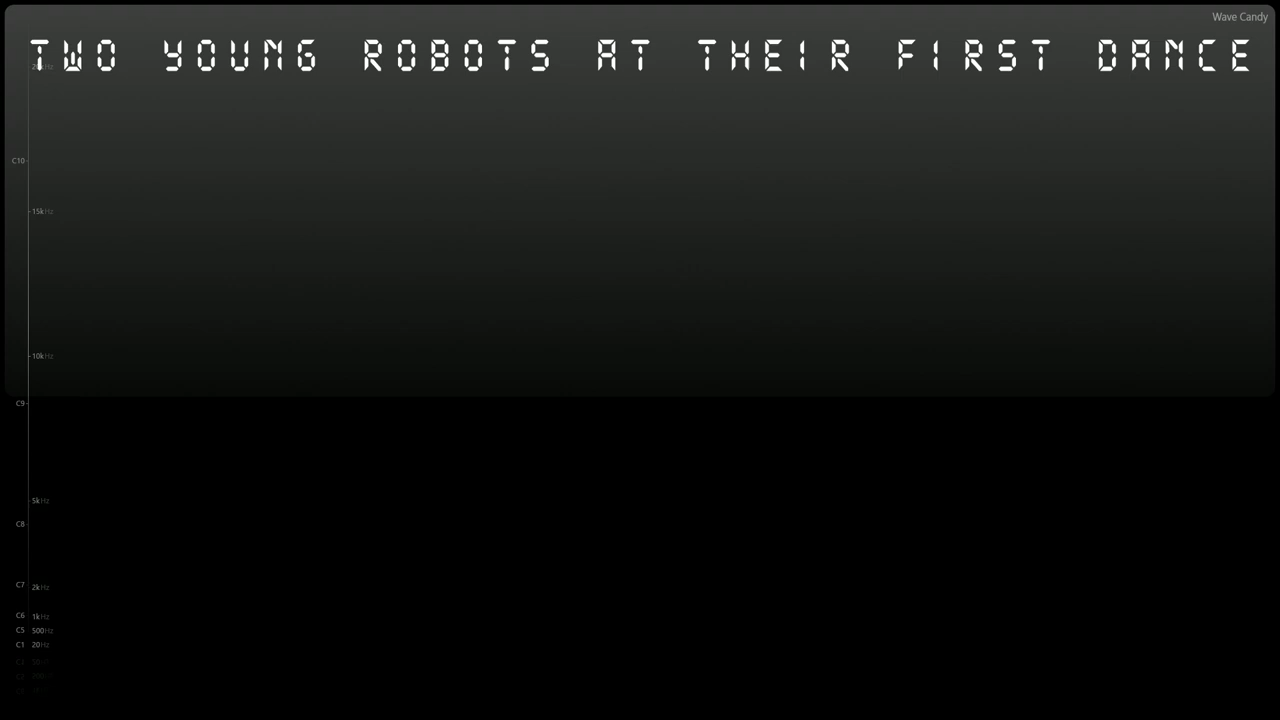 Wave Candy
TWO YOUNG ROBOTS AT THEIR FIRST DANCE
20kHz
C10
15kHz
10kHz
C9
5kHz
C8
C7 2kHz
C6 1kHz
C5 500Hz
C1 20Hz